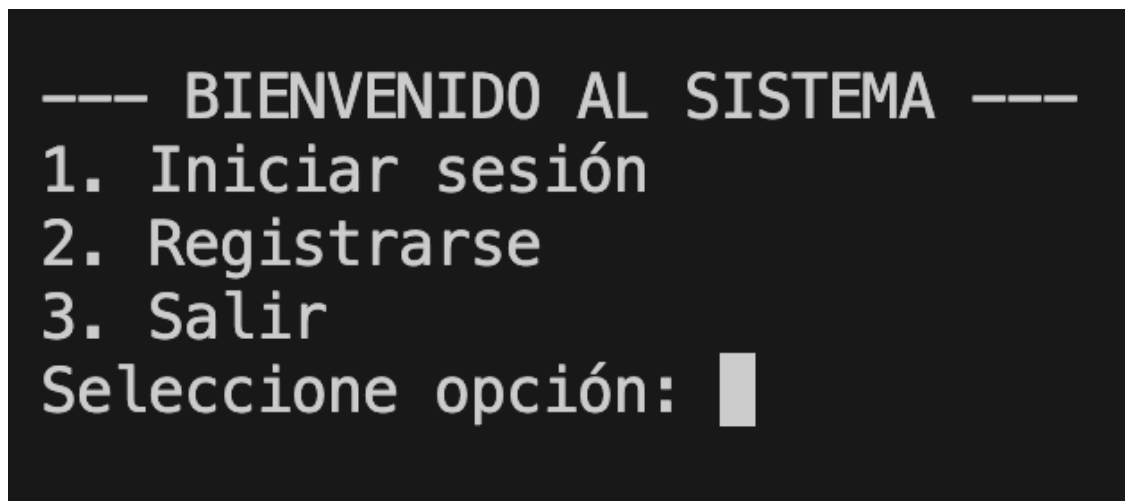 --- BIENVENIDO AL SISTEMA ---
1. Iniciar sesión
2. Registrarse
3. Salir
Seleccione opción: